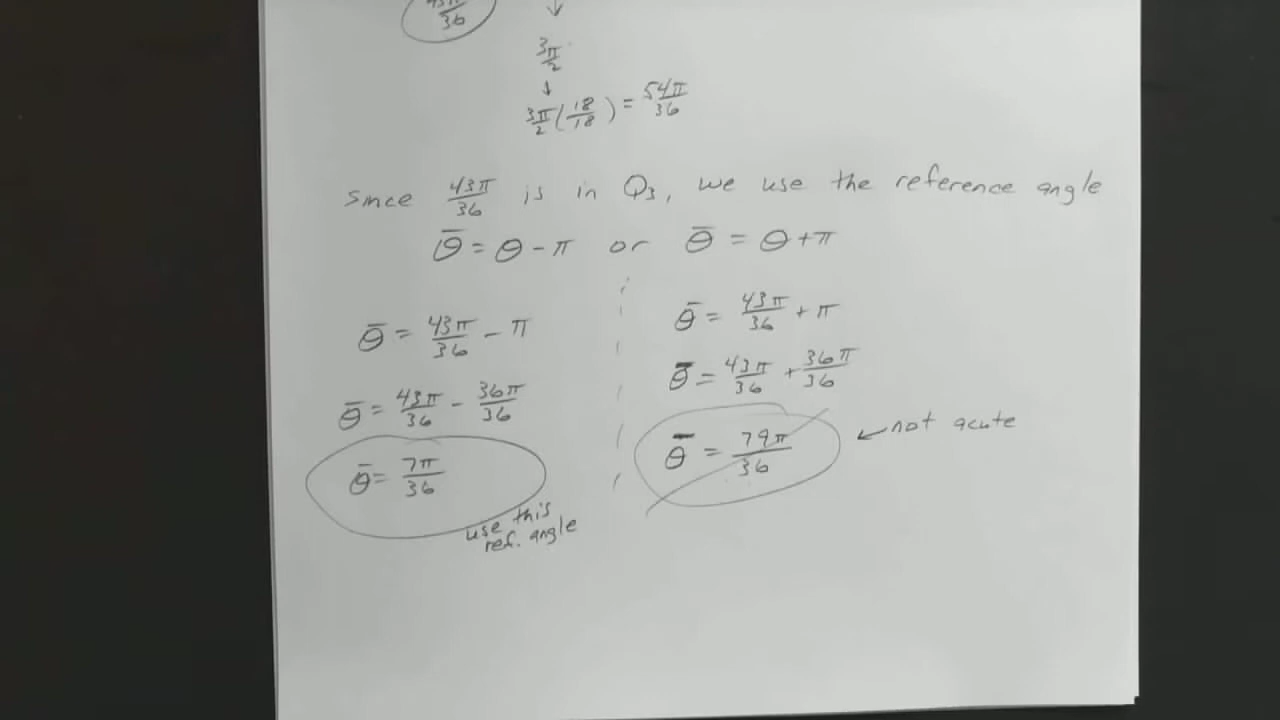 43π/36 ↓
3π/2
↓
3π/2 (18/18) = 54π/36
Since 43π/36 is in Q₃, we use the reference angle
θ̄ = θ - π or θ̄ = θ + π
θ̄ = 43π/36 - π
θ̄ = 43π/36 - 36π/36
θ̄ = 7π/36
use this
ref. angle
θ̄ = 43π/36 + π
θ̄ = 43π/36 + 36π/36
θ̄ = 79π/36 ← not acute